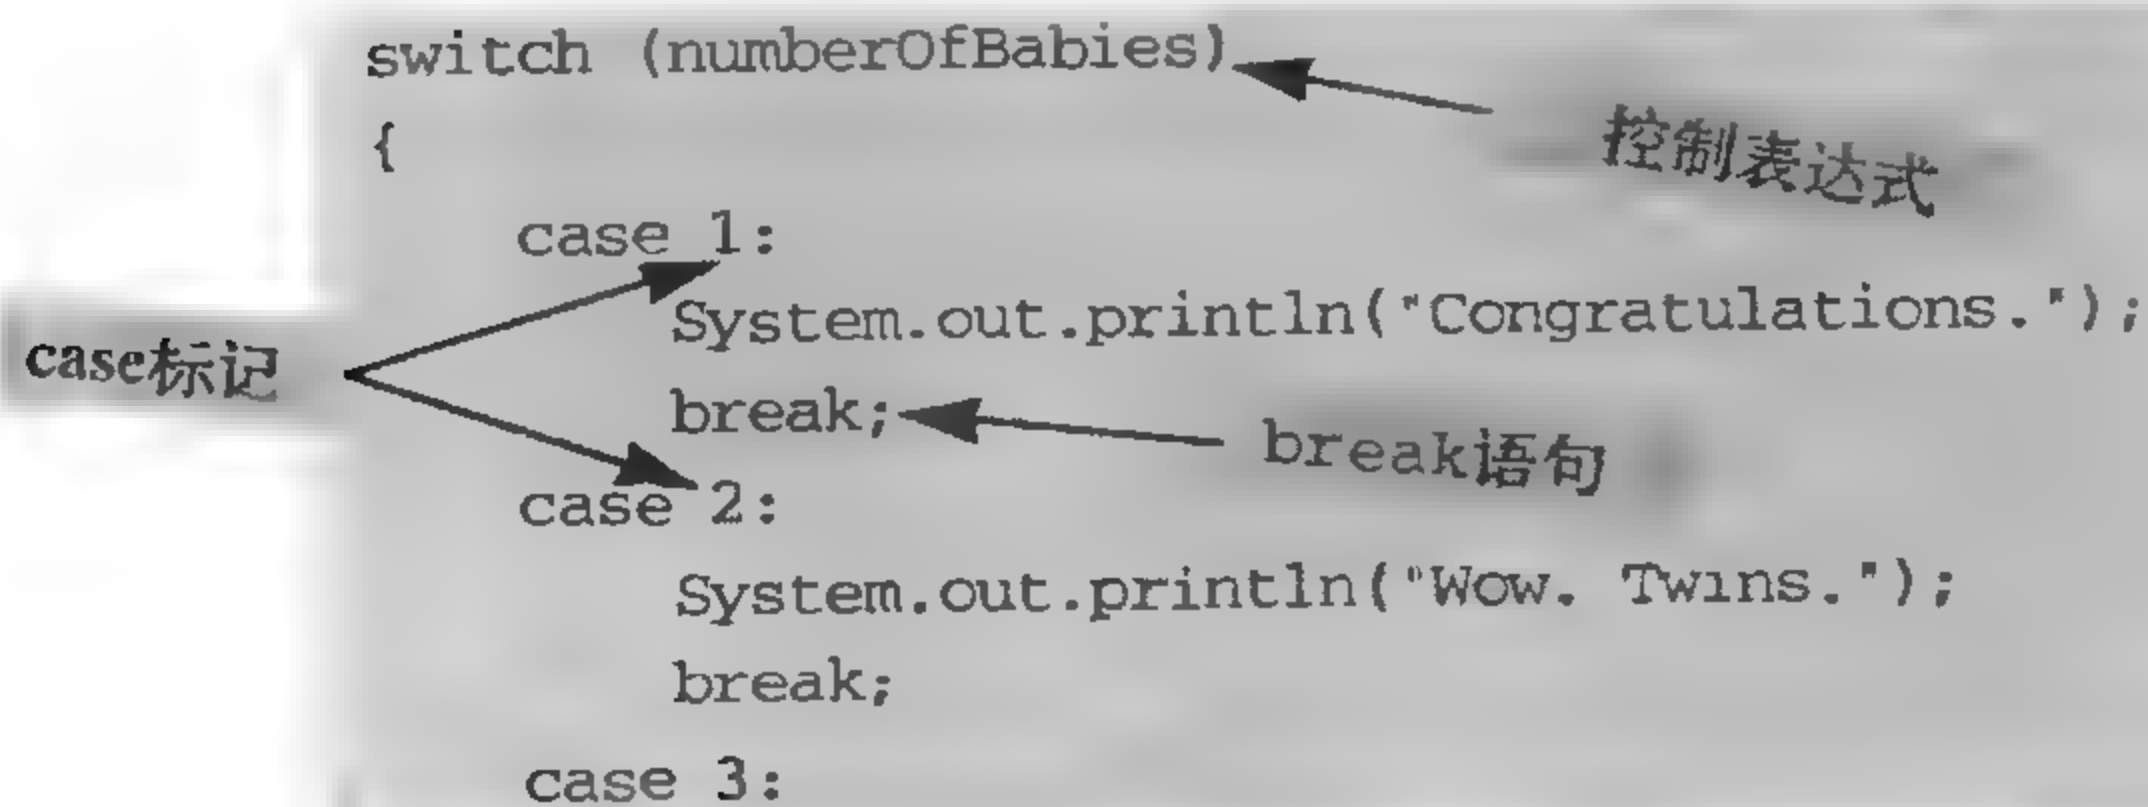 switch (numberOfBabies)
控制表达式
{
case 1:
System.out.println("Congratulations.");
case标记
break;
break语句
case 2:
System.out.println("Wow. Twins.");
break;
case 3: